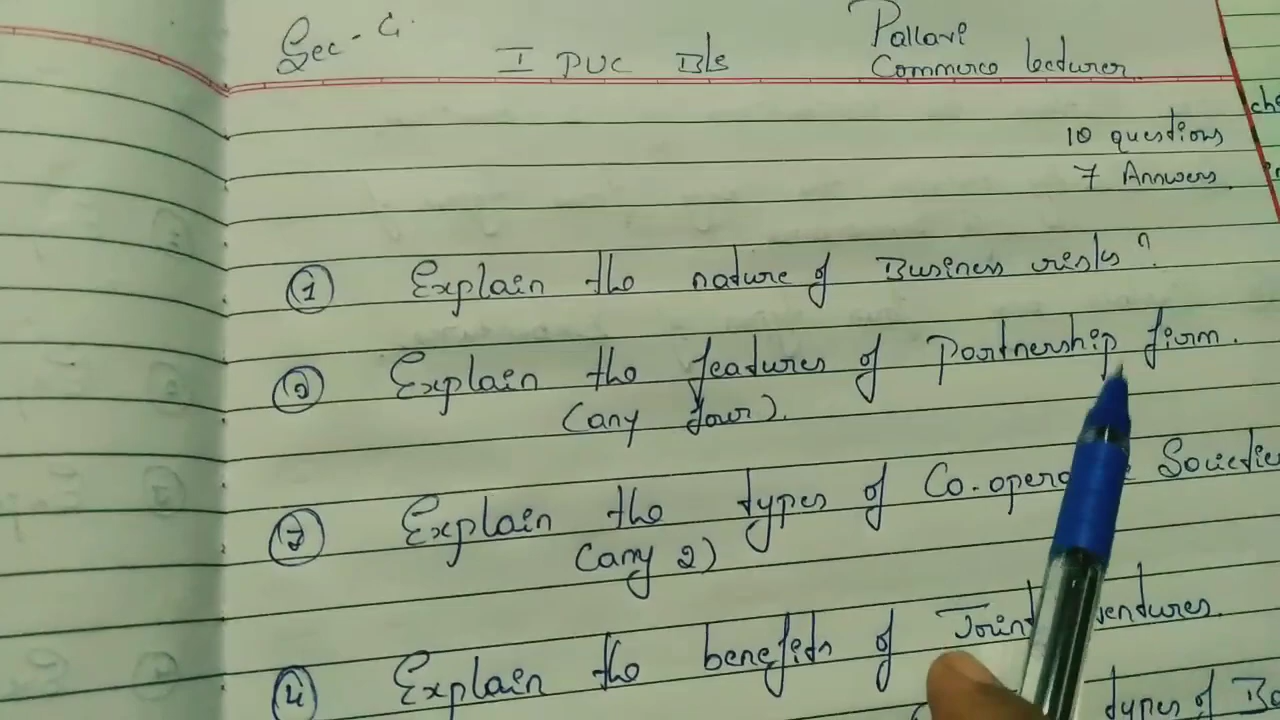 Sec - C.
I PUC B/s
Pallavi
Commerce lecturer.
10 questions
7 Answers.
① Explain the nature of Business risks?
② Explain the features of Partnership firm.
(any four).
③ Explain the types of Co-opera Societie
(any 2)
④ Explain the benefits of Joint ventures.
types of